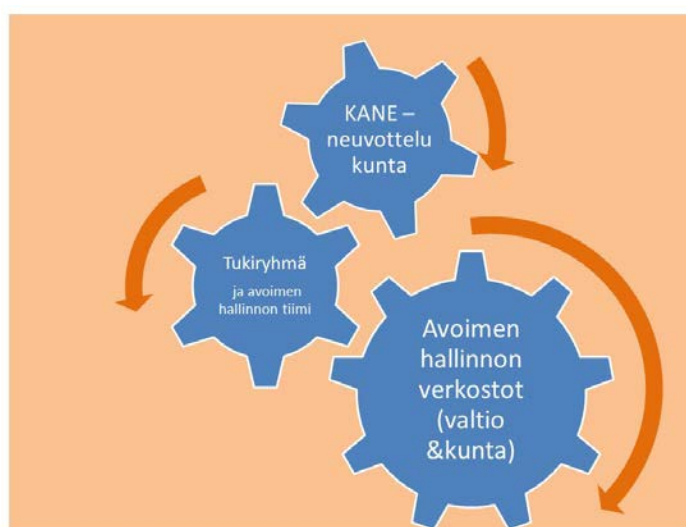 KANE –
neuvottelu
kunta
Tukiryhmä
ja avoimen
hallinnon tiimi
Avoimen
hallinnon
verkostot
(valtio
&kunta)